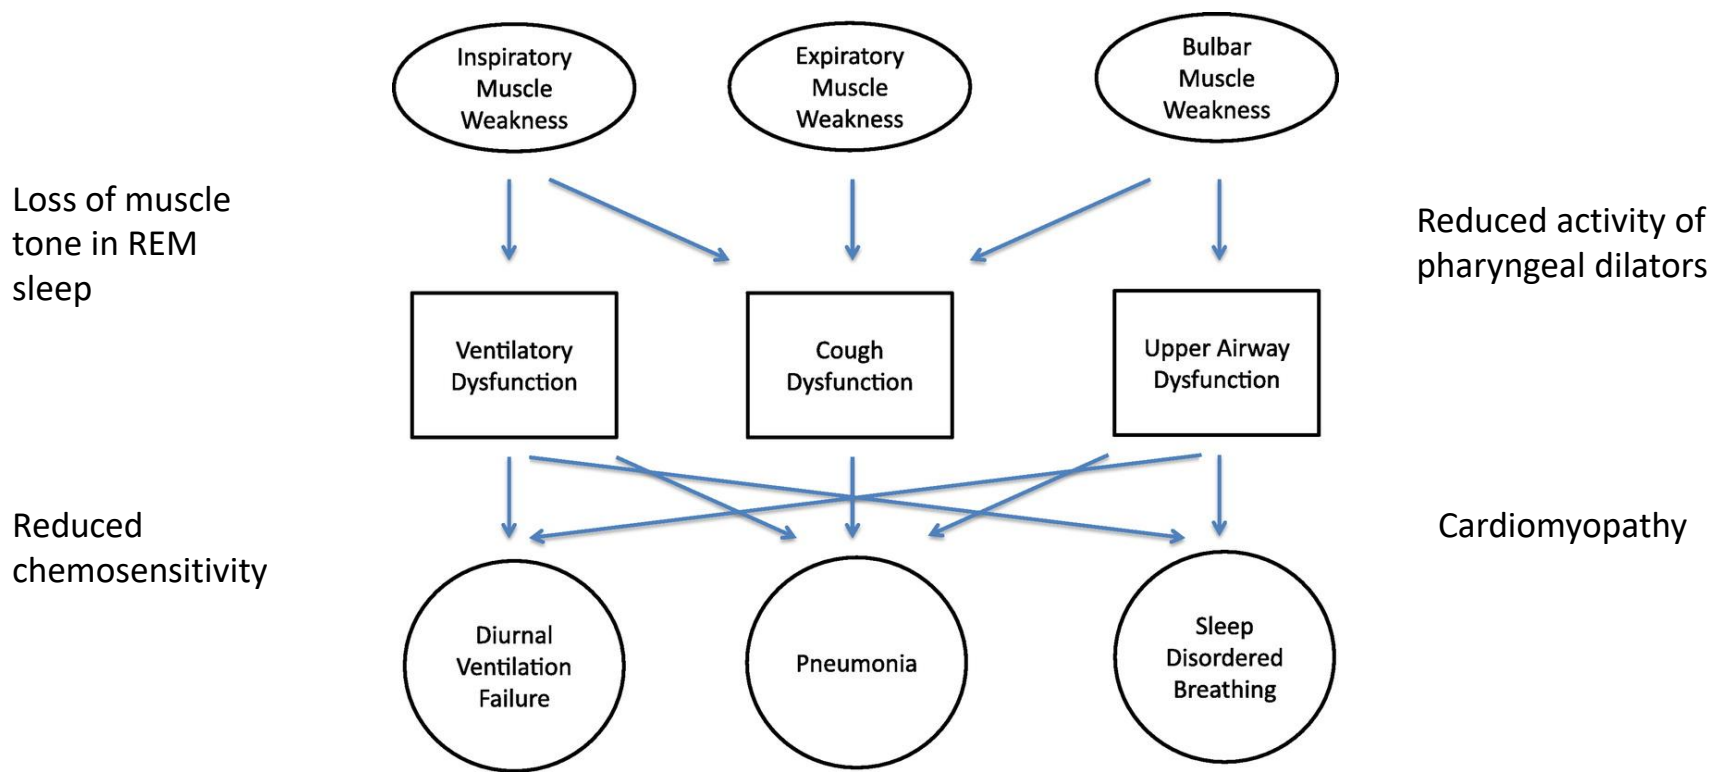 Inspiratory
Muscle
Weakness
Expiratory
Muscle
Weakness
Bulbar
Muscle
Weakness
Loss of muscle
tone in REM
sleep
Reduced activity of
pharyngeal dilators
Ventilatory
Dysfunction
Cough
Dysfunction
Upper Airway
Dysfunction
Reduced
chemosensitivity
Cardiomyopathy
Diurnal
Ventilation
Failure
Pneumonia
Sleep
Disordered
Breathing